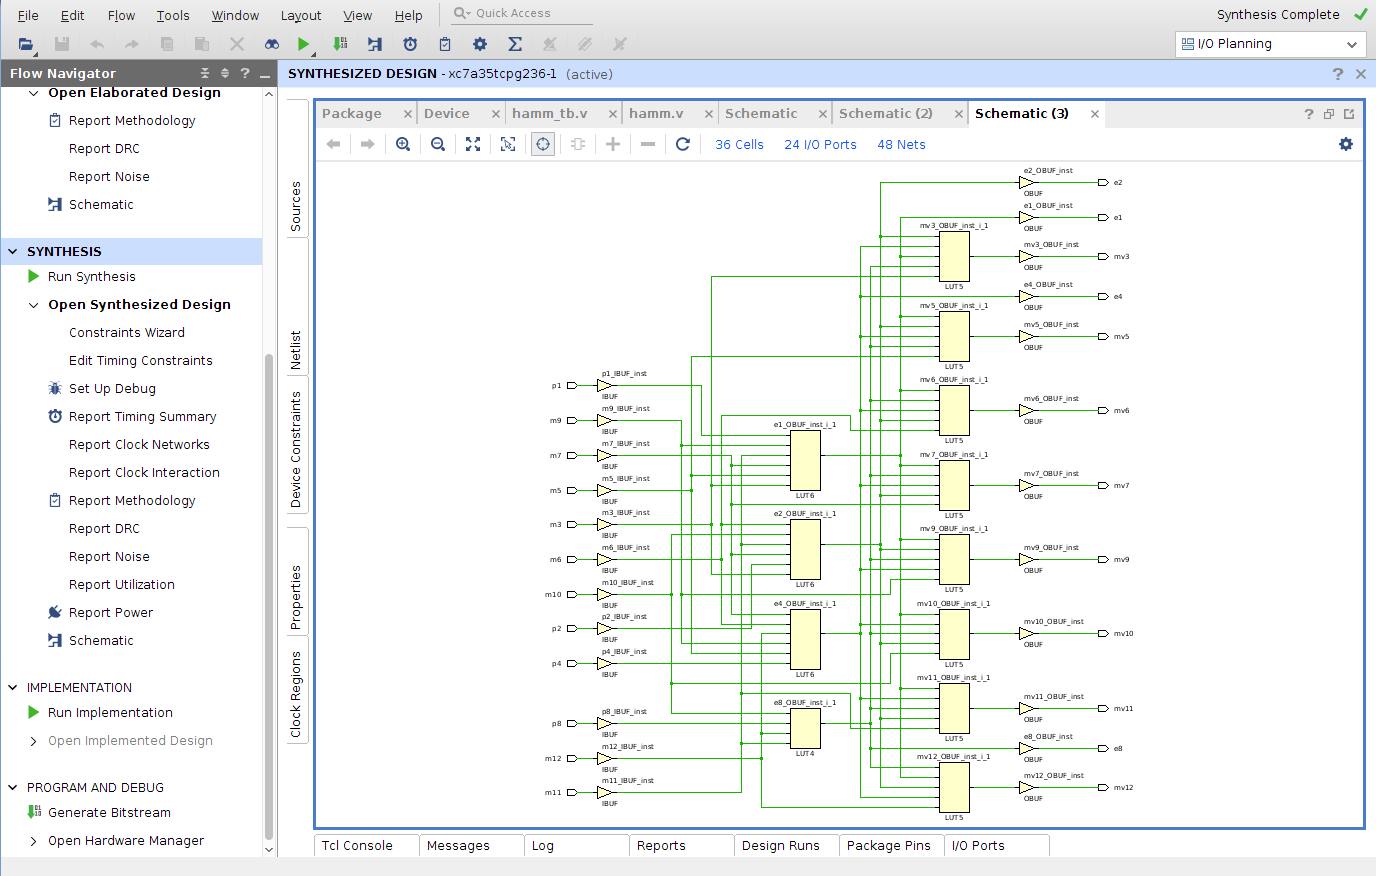 File Edit Flow Tools Window Layout View Help Quick Access Synthesis Complete
I/O Planning
Flow Navigator
SYNTHESIZED DESIGN - xc7a35tcpg236-1 (active)
Open Elaborated Design
Report Methodology
Report DRC
Report Noise
Schematic
SYNTHESIS
Run Synthesis
Open Synthesized Design
Constraints Wizard
Edit Timing Constraints
Set Up Debug
Report Timing Summary
Report Clock Networks
Report Clock Interaction
Report Methodology
Report DRC
Report Noise
Report Utilization
Report Power
Schematic
IMPLEMENTATION
Run Implementation
Open Implemented Design
PROGRAM AND DEBUG
Generate Bitstream
Open Hardware Manager
Sources
Netlist
Device Constraints
Properties
Clock Regions
Package Device hamm_tb.v hamm.v Schematic Schematic (2) Schematic (3)
36 Cells 24 I/O Ports 48 Nets
p1 p1_IBUF_inst
IBUF
m9 m9_IBUF_inst
IBUF
m7 m7_IBUF_inst
IBUF
m5 m5_IBUF_inst
IBUF
m3 m3_IBUF_inst
IBUF
m6 m6_IBUF_inst
IBUF
m10 m10_IBUF_inst
IBUF
p2 p2_IBUF_inst
IBUF
p4 p4_IBUF_inst
IBUF
p8 p8_IBUF_inst
IBUF
m12 m12_IBUF_inst
IBUF
m11 m11_IBUF_inst
IBUF
e1_OBUF_inst_i_1
LUT6
e2_OBUF_inst_i_1
LUT6
e4_OBUF_inst_i_1
LUT6
e8_OBUF_inst_i_1
LUT4
mv3_OBUF_inst_i_1
LUT5
mv5_OBUF_inst_i_1
LUT5
mv6_OBUF_inst_i_1
LUT5
mv7_OBUF_inst_i_1
LUT5
mv9_OBUF_inst_i_1
LUT5
mv10_OBUF_inst_i_1
LUT5
mv11_OBUF_inst_i_1
LUT5
mv12_OBUF_inst_i_1
LUT5
e2_OBUF_inst
OBUF
e2
e1_OBUF_inst
OBUF
e1
mv3_OBUF_inst
OBUF
mv3
e4_OBUF_inst
OBUF
e4
mv5_OBUF_inst
OBUF
mv5
mv6_OBUF_inst
OBUF
mv6
mv7_OBUF_inst
OBUF
mv7
mv9_OBUF_inst
OBUF
mv9
mv10_OBUF_inst
OBUF
mv10
mv11_OBUF_inst
OBUF
mv11
e8_OBUF_inst
OBUF
e8
mv12_OBUF_inst
OBUF
mv12
Tcl Console Messages Log Reports Design Runs Package Pins I/O Ports